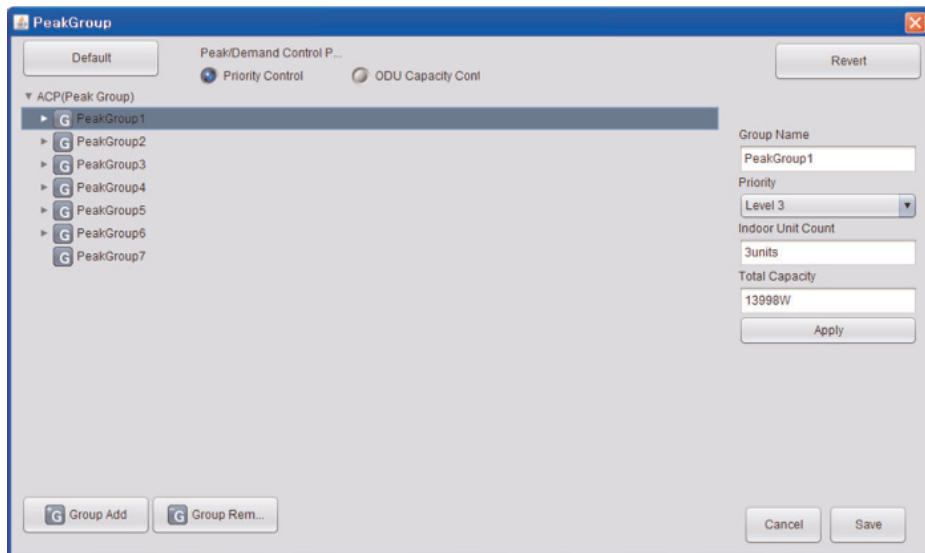 PeakGroup
Default
Peak/Demand Control P...
Priority Control
ODU Capacity Conl
Revert
ACP(Peak Group)
G PeakGroup1
G PeakGroup2
G PeakGroup3
G PeakGroup4
G PeakGroup5
G PeakGroup6
G PeakGroup7
Group Name
PeakGroup1
Priority
Level 3
Indoor Unit Count
3units
Total Capacity
13998W
Apply
G Group Add
G Group Rem...
Cancel
Save